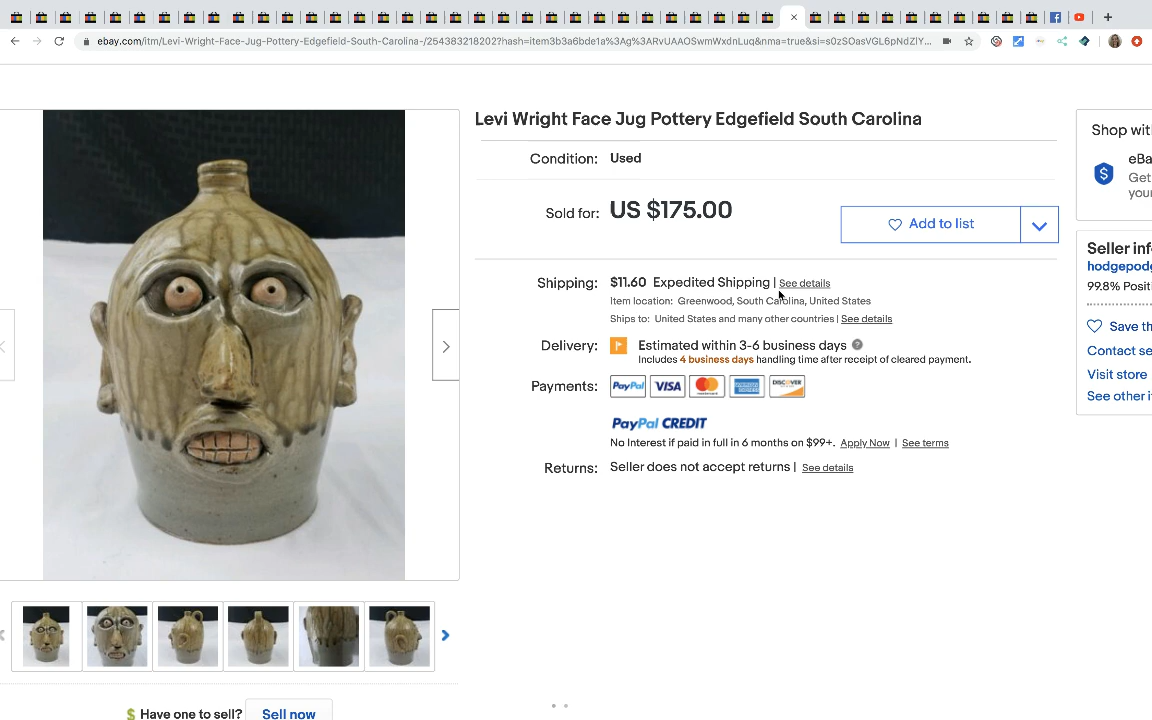 ebay.com/itm/Levi-Wright-Face-Jug-Pottery-Edgefield-South-Carolina-/254383218202?hash=item3b3a6bde1a%3Ag%3ARvUAAOSwmWxdnLuq&nma=true&si=s0zSOasVGL6pNdZlY...
Levi Wright Face Jug Pottery Edgefield South Carolina
Condition: Used
Sold for: US $175.00
Add to list
Shipping: $11.60 Expedited Shipping | See details
Item location: Greenwood, South Carolina, United States
Ships to: United States and many other countries | See details
Delivery: Estimated within 3-6 business days ?
Includes 4 business days handling time after receipt of cleared payment.
Payments: PayPal VISA mastercard AMERICAN EXPRESS DISCOVER
PayPal CREDIT
No Interest if paid in full in 6 months on $99+. Apply Now | See terms
Returns: Seller does not accept returns | See details
$ Have one to sell? Sell now
Shop wit
$ eBa
Get
your
Seller inf
hodgepodg
99.8% Posit
Save th
Contact se
Visit store
See other i